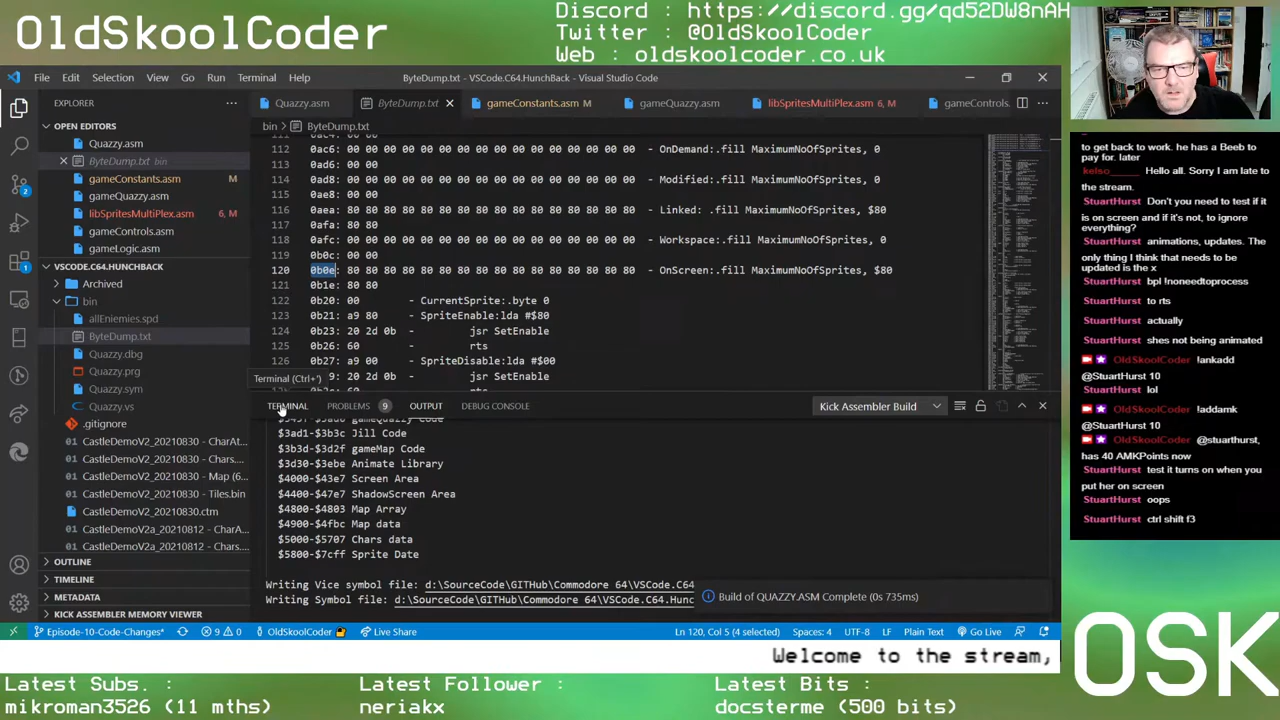 OldSkoolCoder
Discord : https://discord.gg/qd52DW8nAH
Twitter : @OldSkoolCoder
Web : oldskoolcoder.co.uk
File Edit Selection View Go Run Terminal Help
ByteDump.txt - VSCode.C64.HunchBack - Visual Studio Code
EXPLORER
Quazzy.asm
ByteDump.txt
gameConstants.asm M
gameQuazzy.asm
libSpritesMultiPlex.asm 6, M
gameControls.
OPEN EDITORS
Quazzy.asm
ByteDump.txt bin
gameConstants.asm M
gameQuazzy.asm
libSpritesMultiPlex.asm 6, M
gameControls.asm
gameLogic.asm
VSCODE.C64.HUNCHBACK
Archived
bin
allEniemies.spd
ByteDump.txt
Quazzy.dbg
Quazzy.prg
Quazzy.sym
Quazzy.vs
.gitignore
CastleDemoV2_20210830 - CharAt...
CastleDemoV2_20210830 - Chars....
CastleDemoV2_20210830 - Map (6...
CastleDemoV2_20210830 - Tiles.bin
CastleDemoV2_20210830.ctm
CastleDemoV2a_20210812 - CharA...
CastleDemoV2a_20210812 - Chars...
OUTLINE
TIMELINE
METADATA
KICK ASSEMBLER MEMORY VIEWER
bin > ByteDump.txt
111 0ac4: 00 00
112 0ac6: 00 00 00 00 00 00 00 00 00 00 00 00 00 00 00 00 - OnDemand:.fill MaximumNoOfSprites, 0
113 0ad6: 00 00
114 0ad8: 00 00 00 00 00 00 00 00 00 00 00 00 00 00 00 00 - Modified:.fill MaximumNoOfSprites, 0
115 0ae8: 00 00
116 0aea: 80 80 80 80 80 80 80 80 80 80 80 80 80 80 80 80 - Linked: .fill MaximumNoOfSprites, $80
117 0afa: 80 80
118 0afc: 00 00 00 00 00 00 00 00 00 00 00 00 00 00 00 00 - Workspace:.fill MaximumNoOfSprites, 0
119 0b0c: 00 00
120 0b0e: 80 80 80 80 80 80 80 80 80 80 80 80 80 80 80 80 - OnScreen:.fill MaximumNoOfSprites, $80
121 0b1e: 80 80
122 0b20: 00 - CurrentSprite:.byte 0
123 0b21: a9 80 - SpriteEnable:lda #$80
124 0b23: 20 2d 0b - jsr SetEnable
125 0b26: 60 - rts
126 0b27: a9 00 - SpriteDisable:lda #$00
9: 20 2d 0b - jsr SetEnable
Terminal (Ctrl+')
TERMINAL PROBLEMS 9 OUTPUT DEBUG CONSOLE
Kick Assembler Build
$3ad1-$3b3c Jill Code
$3b3d-$3d2f gameMap Code
$3d30-$3ebe Animate Library
$4000-$43e7 Screen Area
$4400-$47e7 ShadowScreen Area
$4800-$4803 Map Array
$4900-$4fbc Map data
$5000-$5707 Chars data
$5800-$7cff Sprite Date
Writing Vice symbol file: d:\SourceCode\GITHub\Commodore 64\VSCode.C64
Writing Symbol file: d:\SourceCode\GITHub\Commodore 64\VSCode.C64.Hunc
Build of QUAZZY.ASM Complete (0s 735ms)
Episode-10-Code-Changes* 9 0 OldSkoolCoder Live Share
Ln 120, Col 5 (4 selected) Spaces: 4 UTF-8 LF Plain Text Go Live
to get back to work. he has a Beeb to
pay for. later
kelso_____ Hello all. Sorry I am late to
the stream.
StuartHurst Don't you need to test if it
is on screen and if it's not, to ignore
everything?
StuartHurst animations, updates. The
only thing I think that needs to be
updated is the x
StuartHurst bpl !noneedtoprocess
StuartHurst to rts
StuartHurst actually
StuartHurst shes not being animated
OldSkoolCoder !ankadd
@StuartHurst 10
StuartHurst lol
OldSkoolCoder !addamk
@StuartHurst 10
OldSkoolCoder @stuarthurst,
has 40 AMKPoints now
StuartHurst test it turns on when you
put her on screen
StuartHurst oops
StuartHurst ctrl shift f3
OSK
Welcome to the stream,
Latest Subs. :
mikroman3526 (11 mths)
Latest Follower :
neriakx
Latest Bits :
docsterme (500 bits)